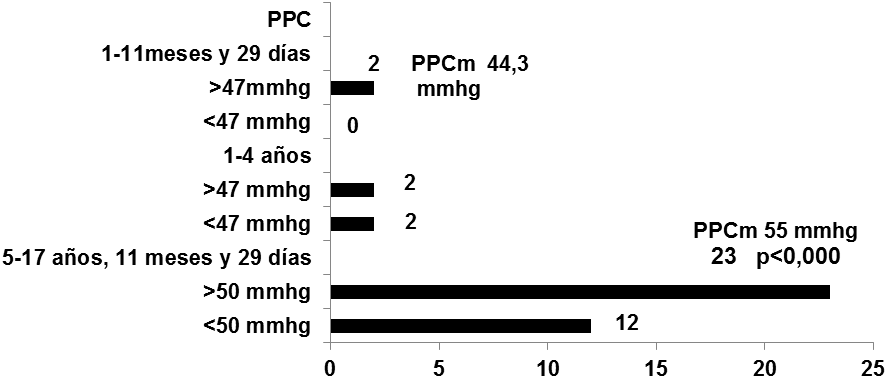 PPC
1-11meses y 29 días
2 PPCm 44,3
>47mmhg mmhg
<47 mmhg 0
1-4 años
>47 mmhg 2
<47 mmhg 2
PPCm 55 mmhg
5-17 años, 11 meses y 29 días 23 p<0,000
>50 mmhg
<50 mmhg 12
0 5 10 15 20 25